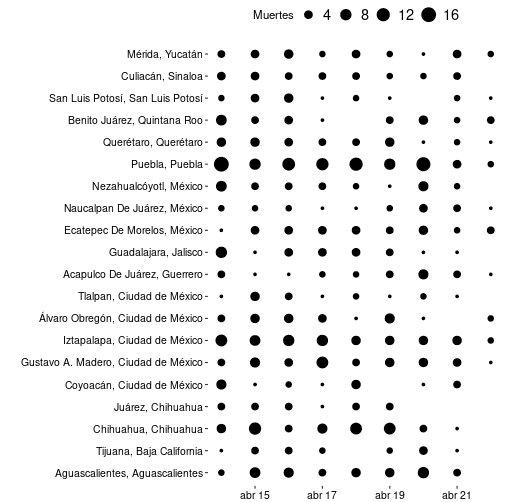 Muertes 4 8 12 16
Mérida, Yucatán
Culiacán, Sinaloa
San Luis Potosí, San Luis Potosí
Benito Juárez, Quintana Roo
Querétaro, Querétaro
Puebla, Puebla
Nezahualcóyotl, México
Naucalpan De Juárez, México
Ecatepec De Morelos, México
Guadalajara, Jalisco
Acapulco De Juárez, Guerrero
Tlalpan, Ciudad de México
Álvaro Obregón, Ciudad de México
Iztapalapa, Ciudad de México
Gustavo A. Madero, Ciudad de México
Coyoacán, Ciudad de México
Juárez, Chihuahua
Chihuahua, Chihuahua
Tijuana, Baja California
Aguascalientes, Aguascalientes
abr 15 abr 17 abr 19 abr 21